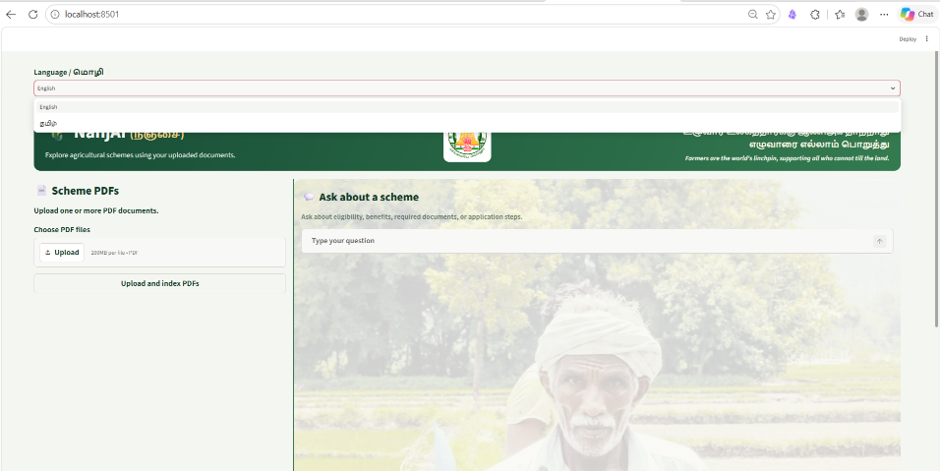 localhost:8501
Chat
Deploy
Language / மொழி
English
English
தமிழ்
NanjAI (நஞ்சை)
எழுவாரை எல்லாம் பொறுத்து
Explore agricultural schemes using your uploaded documents.
Farmers are the world's linchpin, supporting all who cannot till the land.
Scheme PDFs
Upload one or more PDF documents.
Choose PDF files
Upload
200MB per file • PDF
Upload and index PDFs
Ask about a scheme
Ask about eligibility, benefits, required documents, or application steps.
Type your question